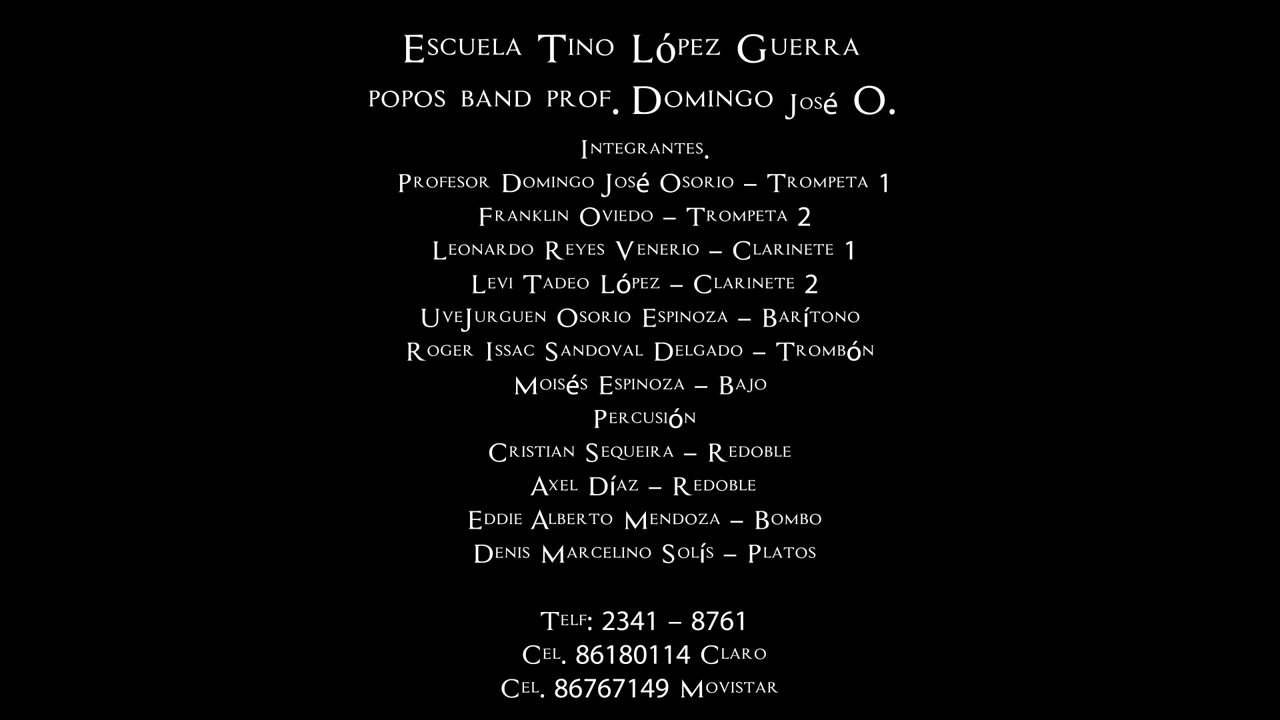 Escuela Tino López Guerra
popos band prof. Domingo José O.
Integrantes.
Profesor Domingo José Osorio – Trompeta 1
Franklin Oviedo – Trompeta 2
Leonardo Reyes Venerio – Clarinete 1
Levi Tadeo López – Clarinete 2
UveJurguen Osorio Espinoza – Barítono
Roger Issac Sandoval Delgado – Trombón
Moisés Espinoza – Bajo
Percusión
Cristian Sequeira – Redoble
Axel Díaz – Redoble
Eddie Alberto Mendoza – Bombo
Denis Marcelino Solís – Platos
Telf: 2341 – 8761
Cel. 86180114 Claro
Cel. 86767149 Movistar